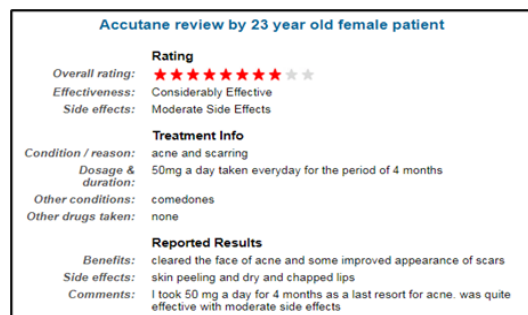 Accutane review by 23 year old female patient
Rating
Overall rating:
Effectiveness: Considerably Effective
Side effects: Moderate Side Effects
Treatment Info
Condition / reason: acne and scarring
Dosage & duration: 50mg a day taken everyday for the period of 4 months
Other conditions: comedones
Other drugs taken: none
Reported Results
Benefits: cleared the face of acne and some improved appearance of scars
Side effects: skin peeling and dry and chapped lips
Comments: I took 50 mg a day for 4 months as a last resort for acne. was quite
effective with moderate side effects